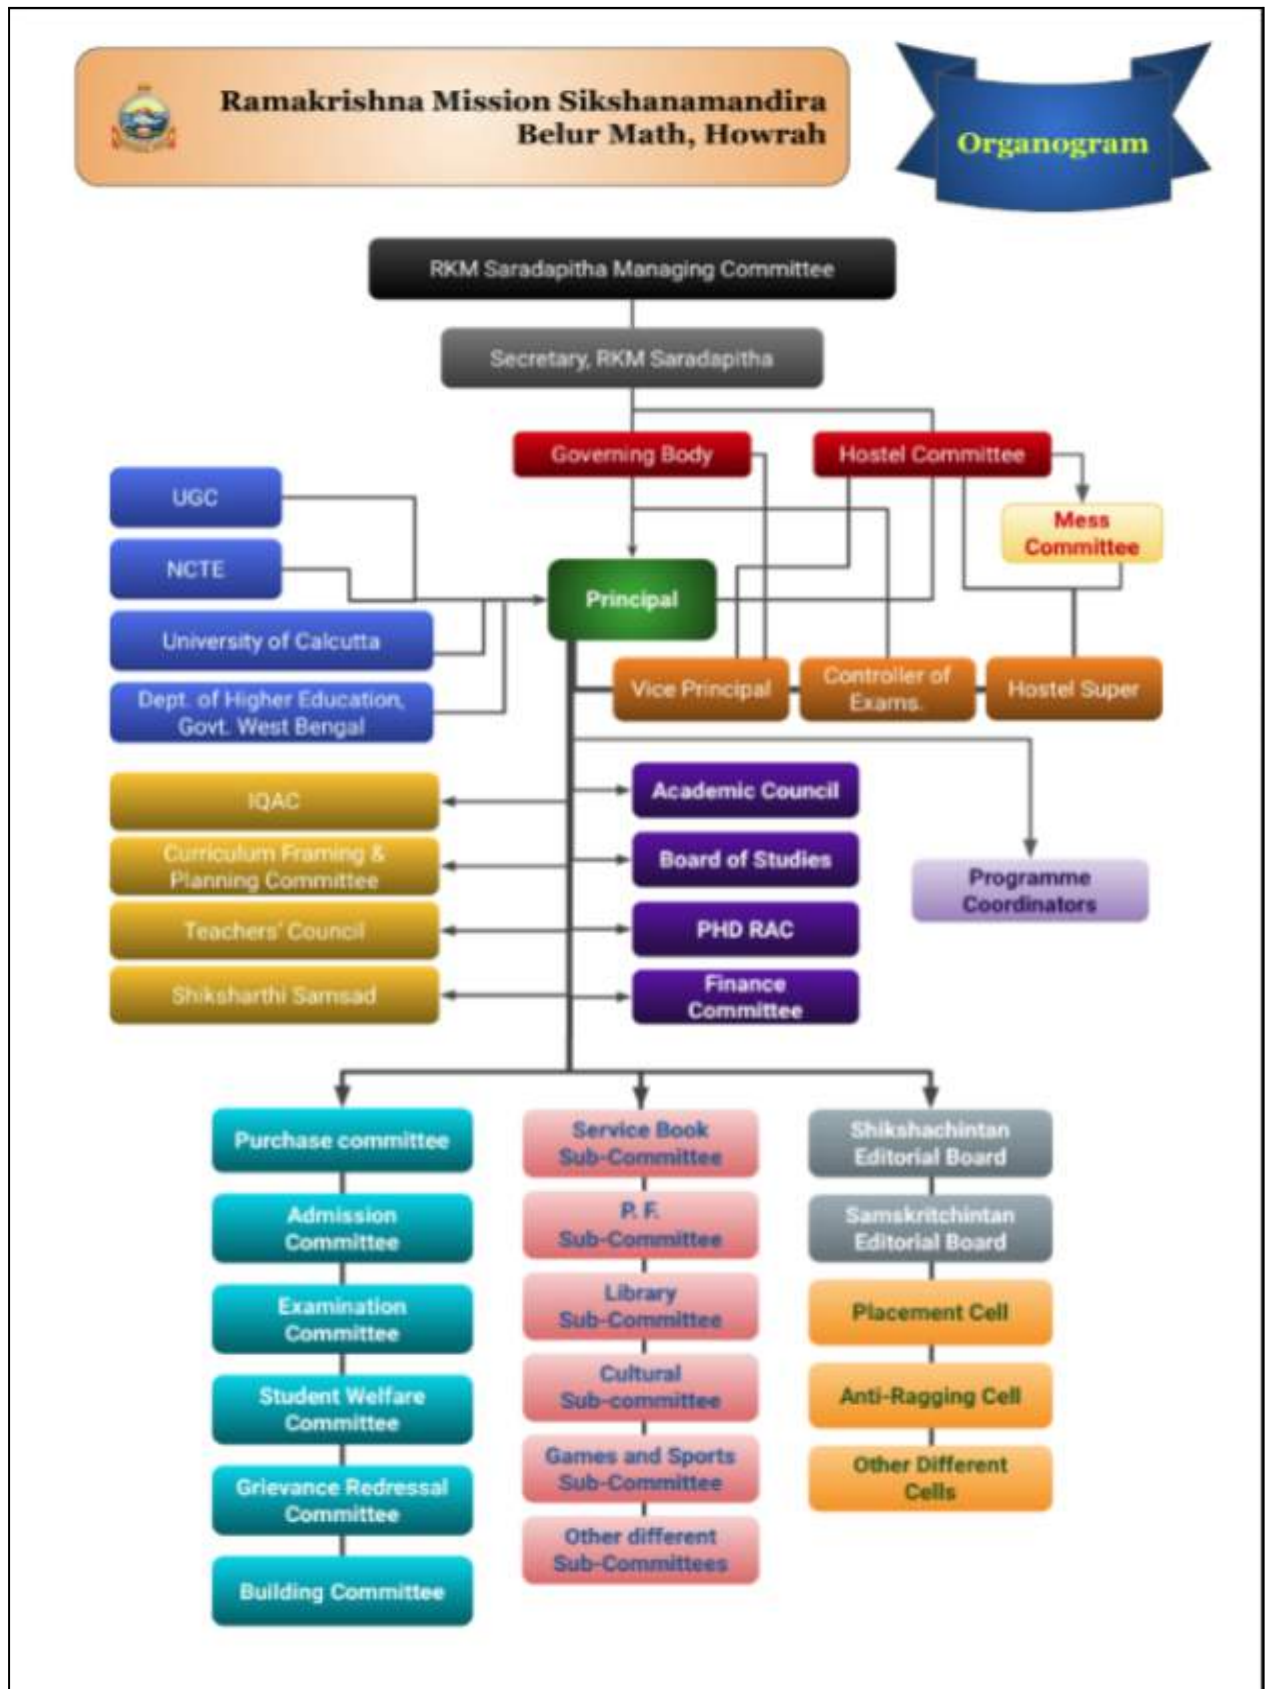 Ramakrishna Mission Sikshanamandira
Belur Math, Howrah
Organogram
RKM Saradapitha Managing Committee
Secretary, RKM Saradapitha
Governing Body
Hostel Committee
UGC
Mess
Committee
NCTE
Principal
University of Calcutta
Vice Principal
Controller of
Exams.
Hostel Super
Dept. of Higher Education,
Govt. West Bengal
IQAC
Academic Council
Curriculum Framing &
Planning Committee
Board of Studies
Programme
Coordinators
Teachers' Council
PHD RAC
Shiksharthi Samsad
Finance
Committee
Purchase committee
Admission
Committee
Examination
Committee
Student Welfare
Committee
Grievance Redressal
Committee
Building Committee
Service Book
Sub-Committee
P. F.
Sub-Committee
Library
Sub-Committee
Cultural
Sub-committee
Games and Sports
Sub-Committee
Other different
Sub-Committees
Shikshachintan
Editorial Board
Samskritchintan
Editorial Board
Placement Cell
Anti-Ragging Cell
Other Different
Cells